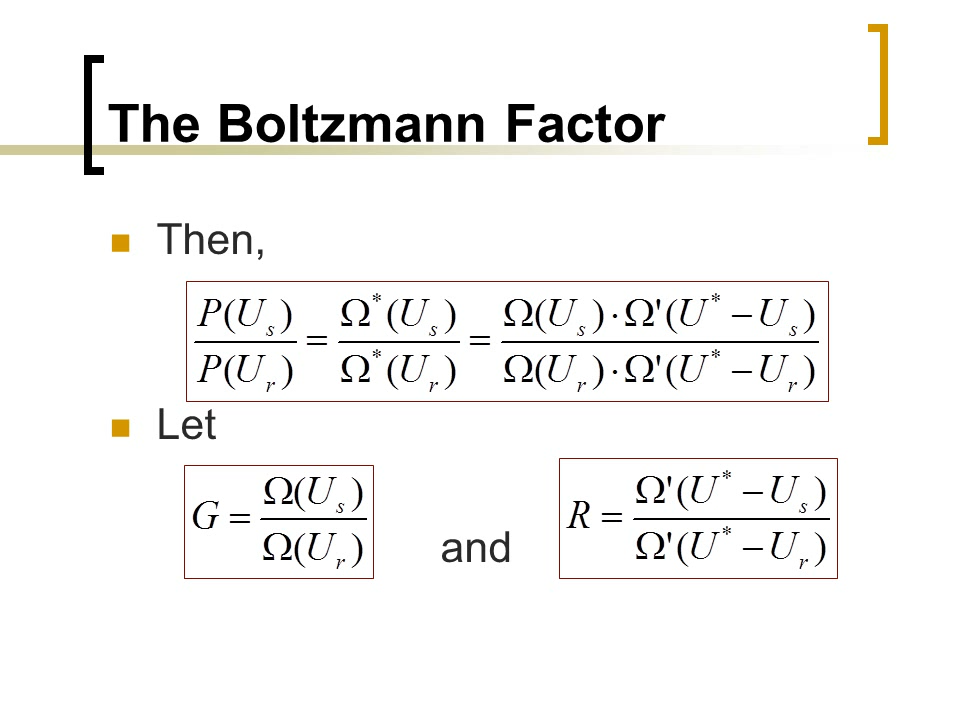 The Boltzmann Factor
Then,
P(U_s)/P(U_r) = Ω*(U_s)/Ω*(U_r) = Ω(U_s)·Ω'(U* − U_s)/Ω(U_r)·Ω'(U* − U_r)
Let
G = Ω(U_s)/Ω(U_r) and R = Ω'(U* − U_s)/Ω'(U* − U_r)